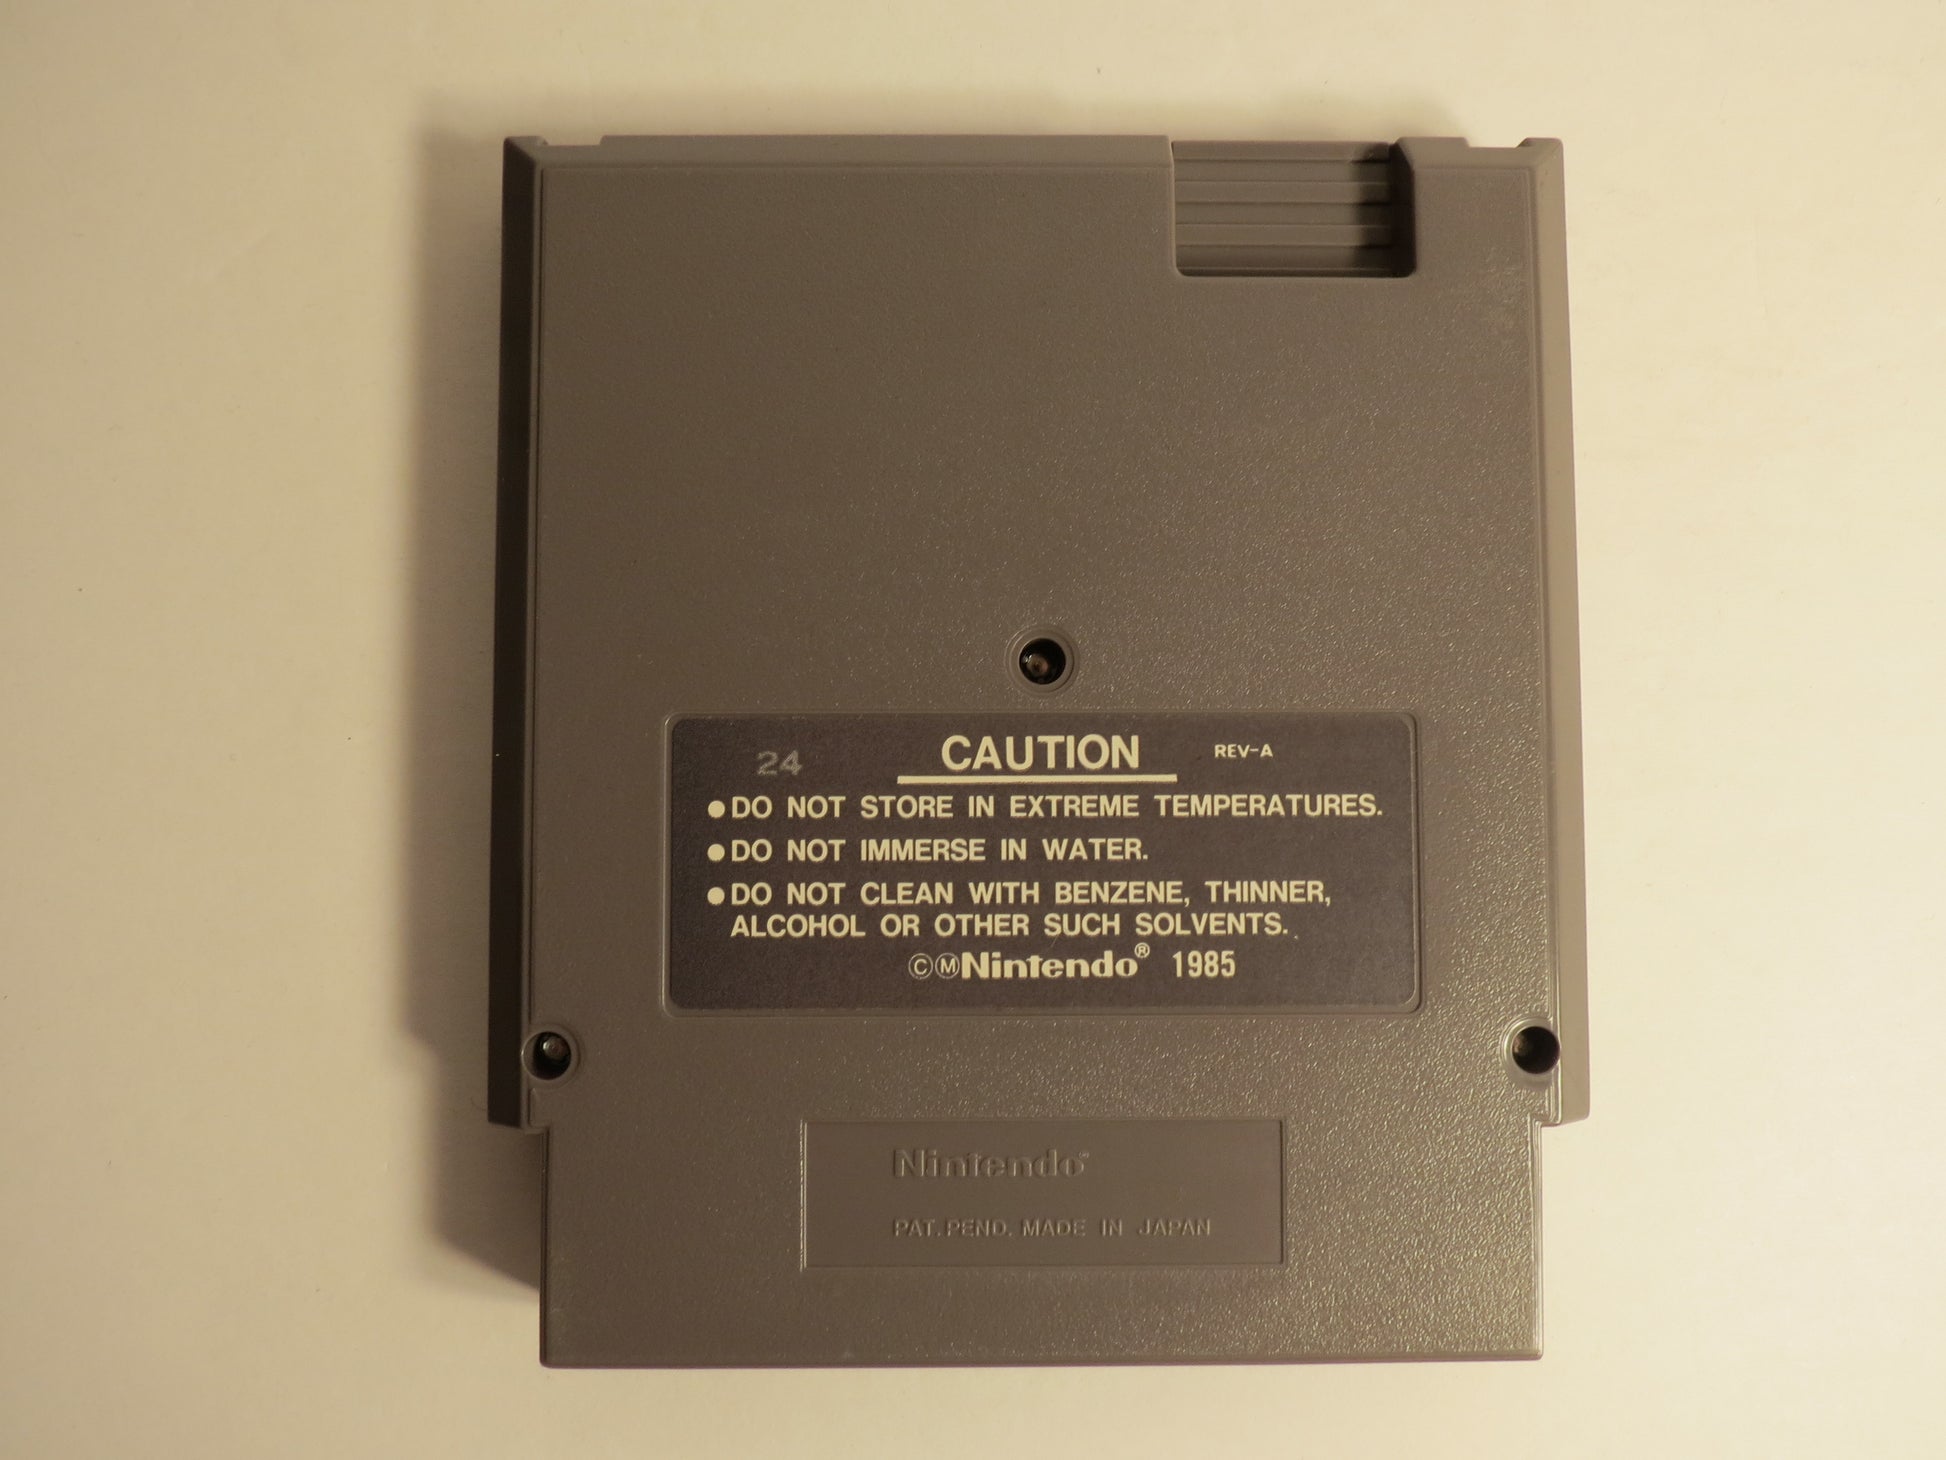 24 CAUTION REV-A
●DO NOT STORE IN EXTREME TEMPERATURES.
●DO NOT IMMERSE IN WATER.
●DO NOT CLEAN WITH BENZENE, THINNER,
ALCOHOL OR OTHER SUCH SOLVENTS.
ⒸⓂNintendo® 1985
Nintendo®
PAT. PEND. MADE IN JAPAN